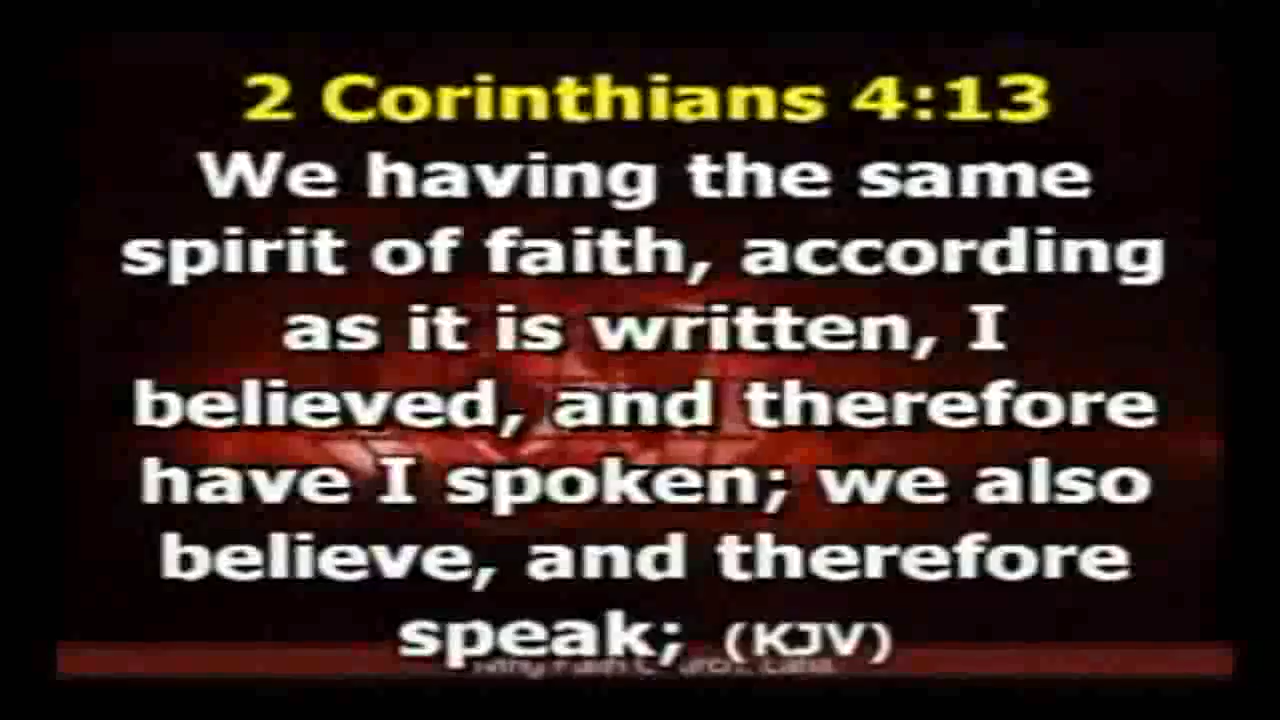 2 Corinthians 4:13
We having the same
spirit of faith, according
as it is written, I
believed, and therefore
have I spoken; we also
believe, and therefore
speak; (KJV)